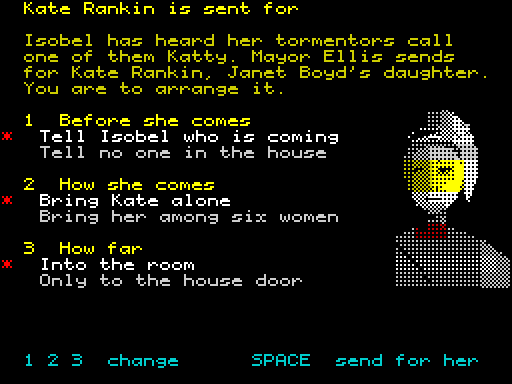 Kate Rankin is sent for
Isobel has heard her tormentors call
one of them Katty. Mayor Ellis sends
for Kate Rankin, Janet Boyd's daughter.
You are to arrange it.
1 Before she comes
* Tell Isobel who is coming
Tell no one in the house
2 How she comes
* Bring Kate alone
Bring her among six women
3 How far
* Into the room
Only to the house door
1 2 3 change SPACE send for her